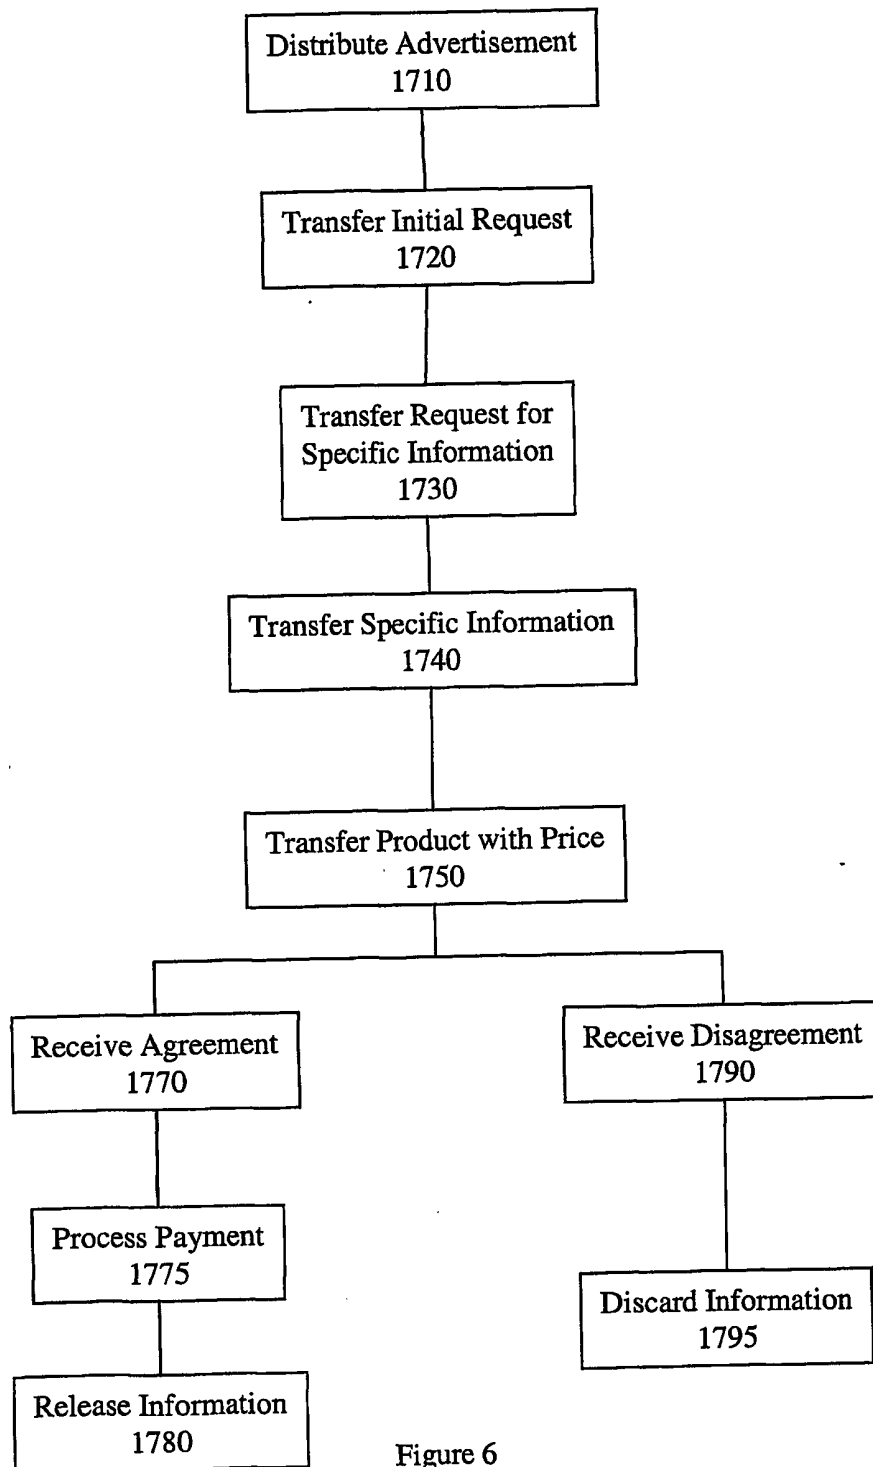 Distribute Advertisement
1710
Transfer Initial Request
1720
Transfer Request for
Specific Information
1730
Transfer Specific Information
1740
Transfer Product with Price
1750
Receive Agreement
1770
Receive Disagreement
1790
Process Payment
1775
Discard Information
1795
Release Information
1780
Figure 6